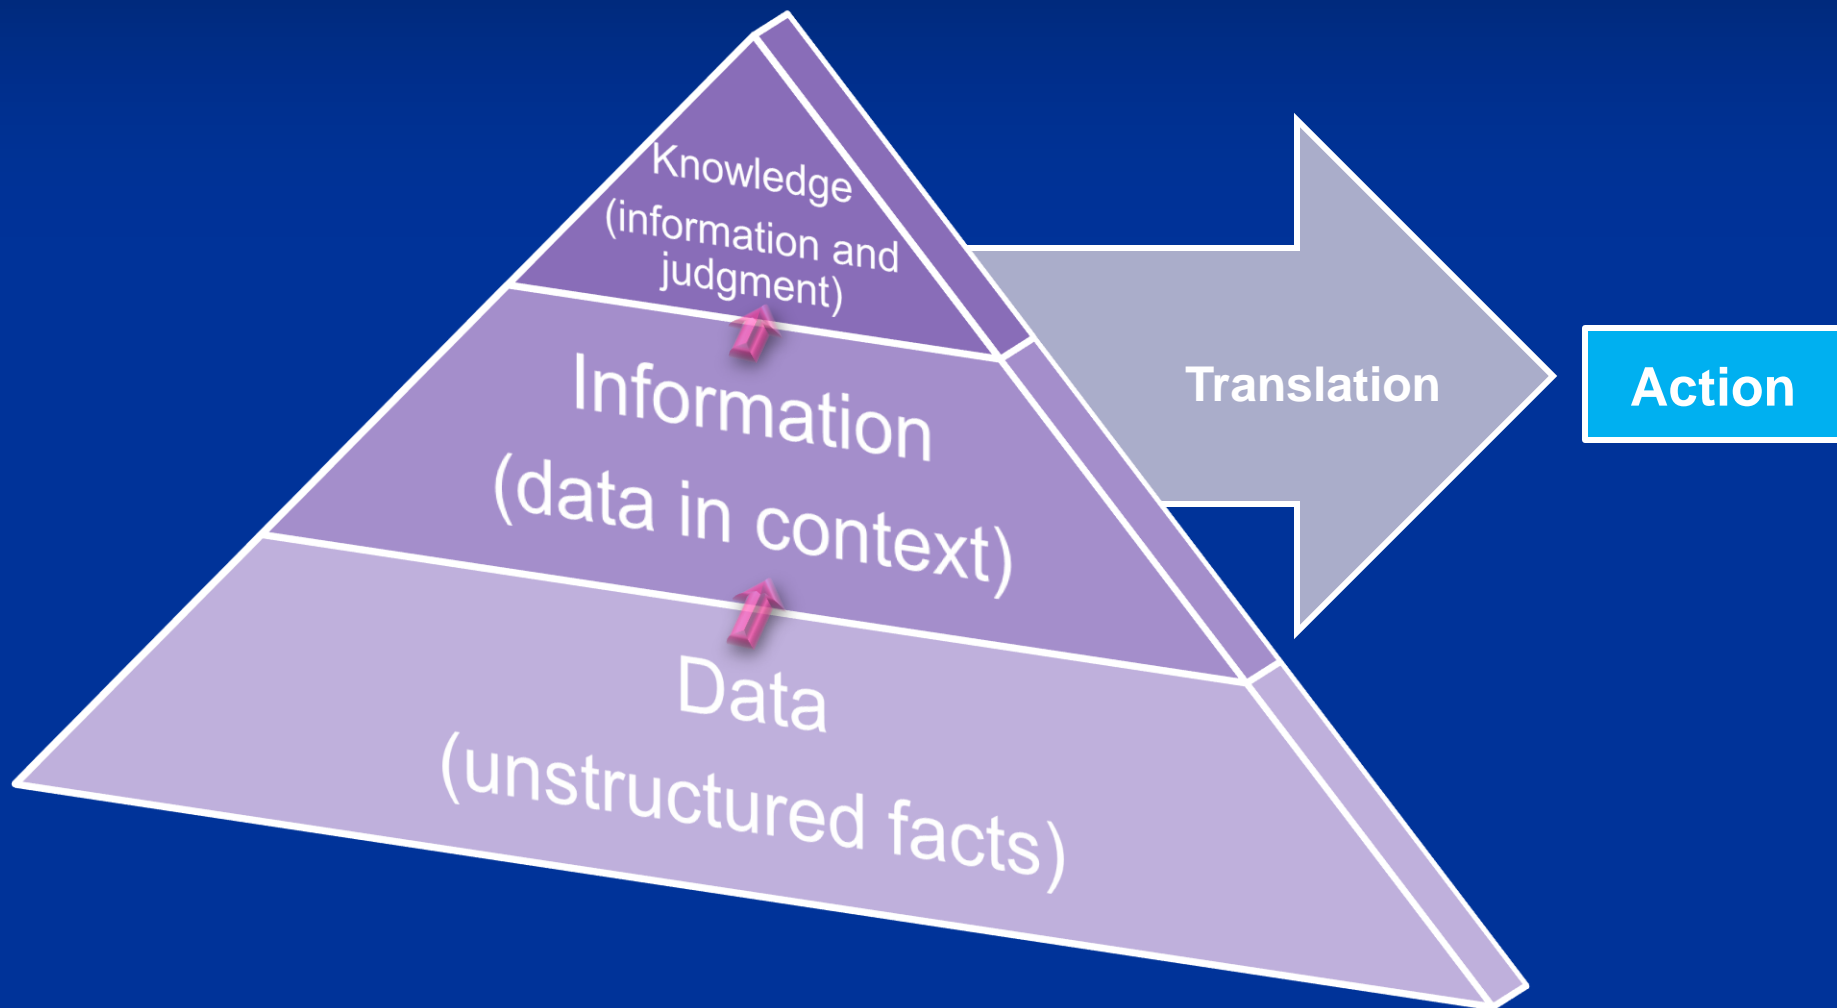 Knowledge
(information and
judgment)
Information
(data in context)
Data
(unstructured facts)
Translation
Action